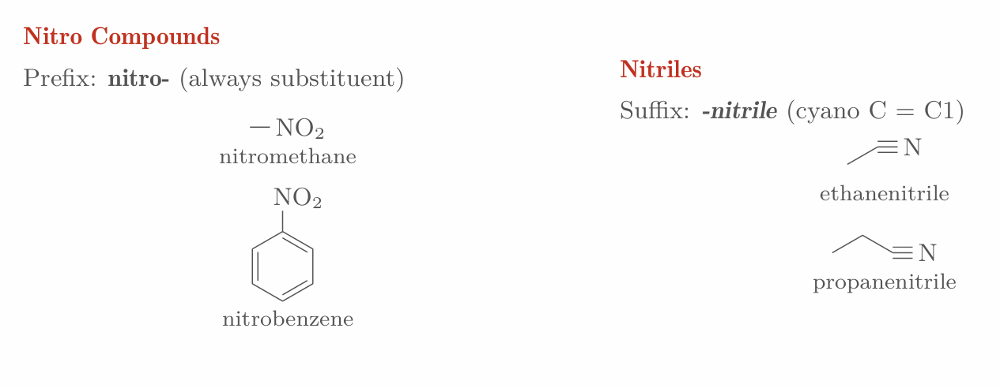 Nitro Compounds
Prefix: nitro- (always substituent)
NO₂
nitromethane
NO₂
nitrobenzene
Nitriles
Suffix: -nitrile (cyano C = C1)
N
ethanenitrile
N
propanenitrile